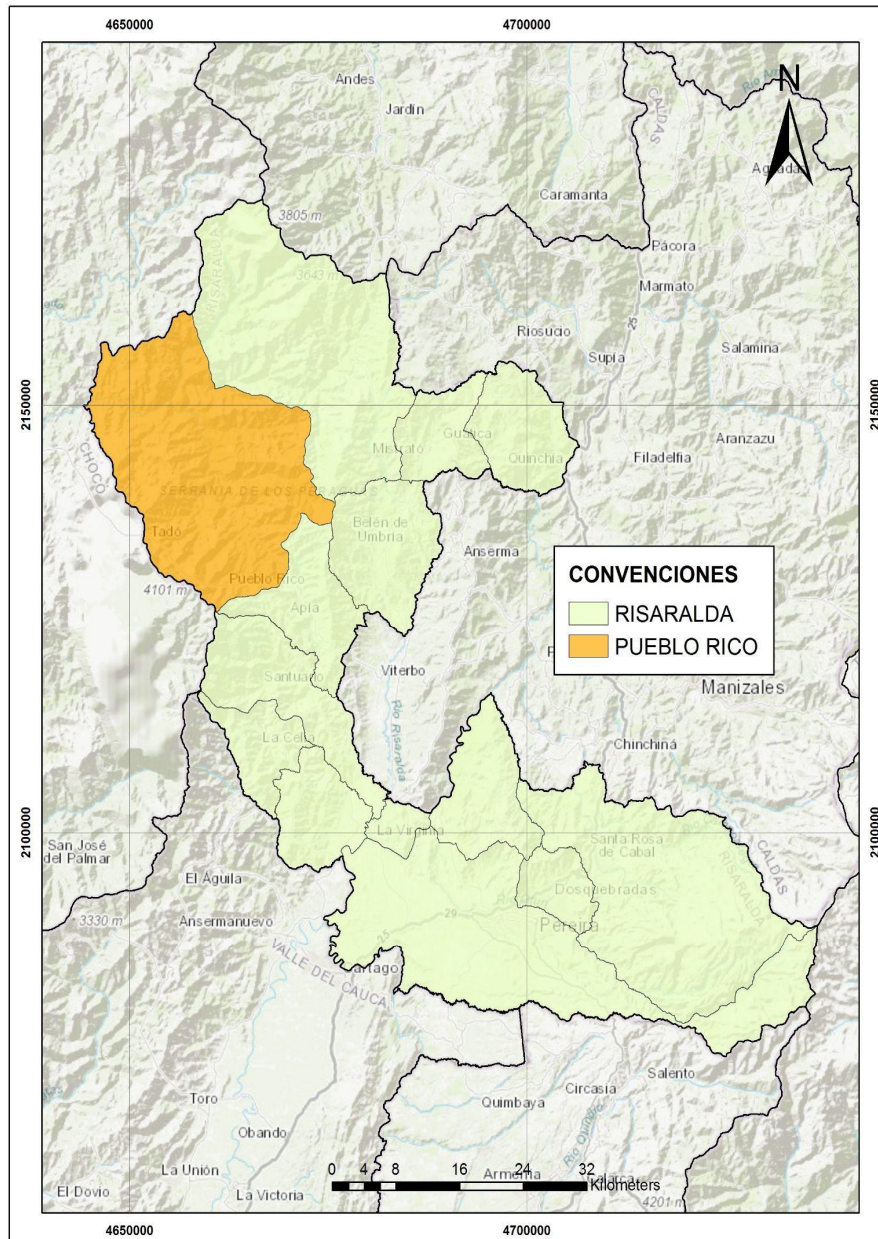 4650000
4700000
N
Andes
Jardín
CALDAS
Caramanta
3805 m
RISARALDA
3643 m
Pácora
Marmato
25
Riosucio
Supía
Salamina
2150000
2150000
Aranzazu
Mistrató
Guática
Quinchía
Filadelfia
CHOCÓ
SERRANÍA DE LOS PARAGUAS
Tadó
Belén de
Umbría
Anserma
4101 m
Pueblo Rico
Apía
CONVENCIONES
RISARALDA
PUEBLO RICO
Santuario
Viterbo
Manizales
Río Risaralda
La Celia
Chinchiná
2100000
2100000
La Virginia
Santa Rosa
de Cabal
San José
del Palmar
CALDAS
RISARALDA
El Águila
Dosquebradas
3330 m
Ansermanuevo
29
Pereira
25
VALLE DEL CAUCA
Cartago
Salento
Toro
Circasia
Quimbaya
Río Quindío
Obando
La Unión
Armenia
Calarca
0 4 8 16 24 32
Kilometers
El Dovio
La Victoria
4201 m
4650000
4700000